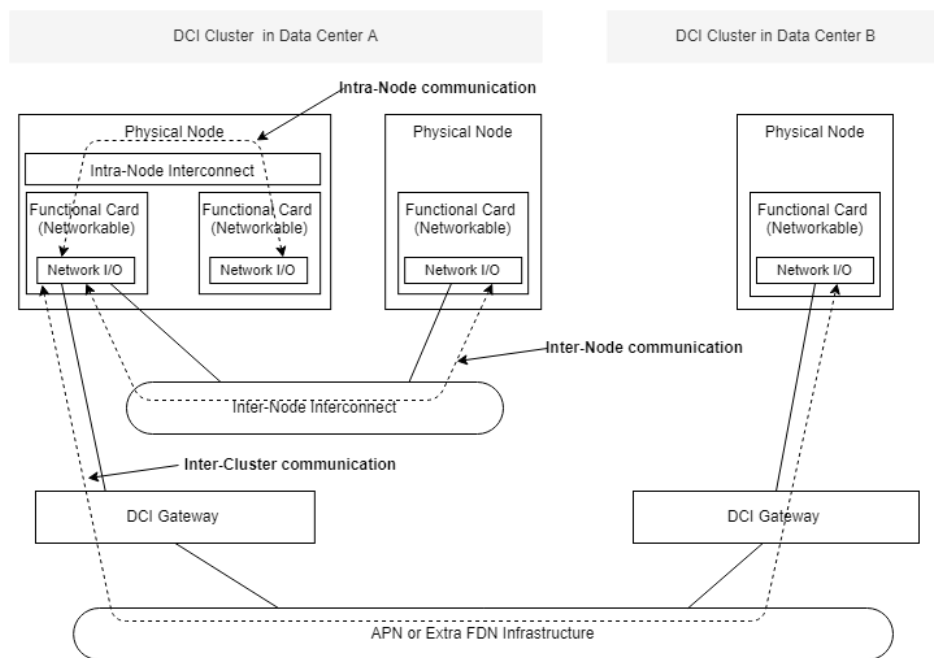 DCI Cluster in Data Center A
DCI Cluster in Data Center B
Intra-Node communication
Physical Node
Physical Node
Physical Node
Intra-Node Interconnect
Functional Card
(Networkable)
Functional Card
(Networkable)
Functional Card
(Networkable)
Functional Card
(Networkable)
Network I/O
Network I/O
Network I/O
Network I/O
Inter-Node communication
Inter-Node Interconnect
Inter-Cluster communication
DCI Gateway
DCI Gateway
APN or Extra FDN Infrastructure